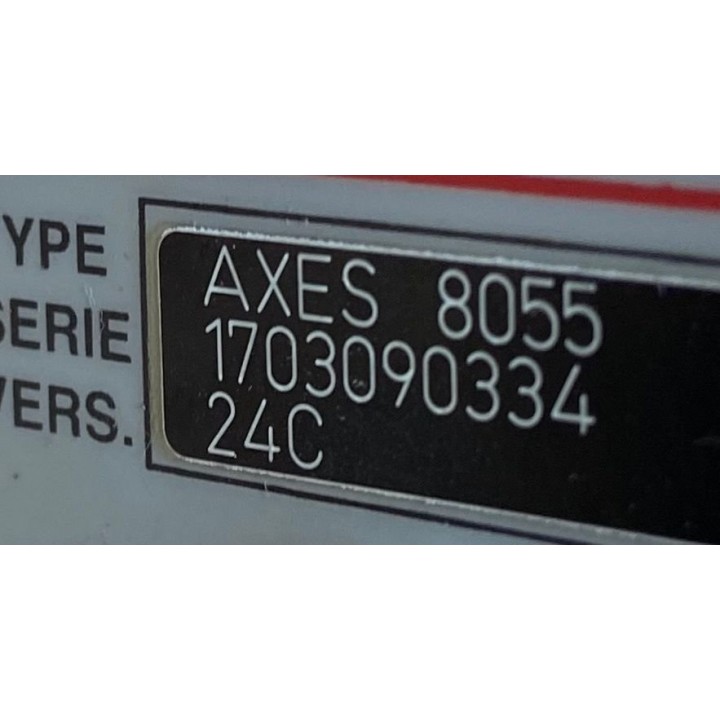 YPE AXES 8055
SERIE 1703090334
VERS. 24C